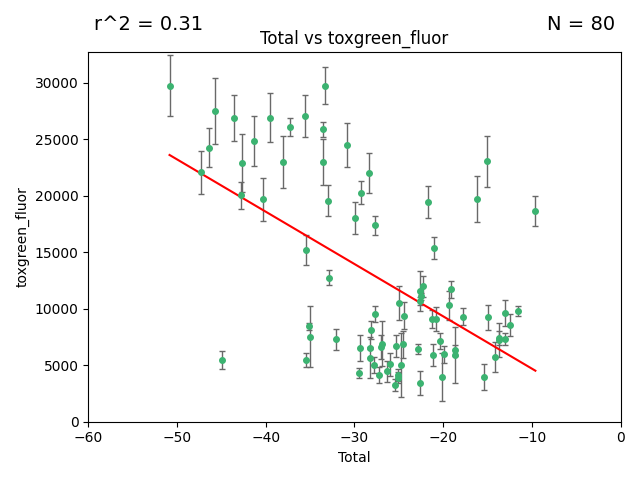 r^2 = 0.31
N = 80
Total vs toxgreen_fluor
30000
25000
20000
15000
10000
5000
0
toxgreen_fluor
−60
−50
−40
−30
−20
−10
0
Total